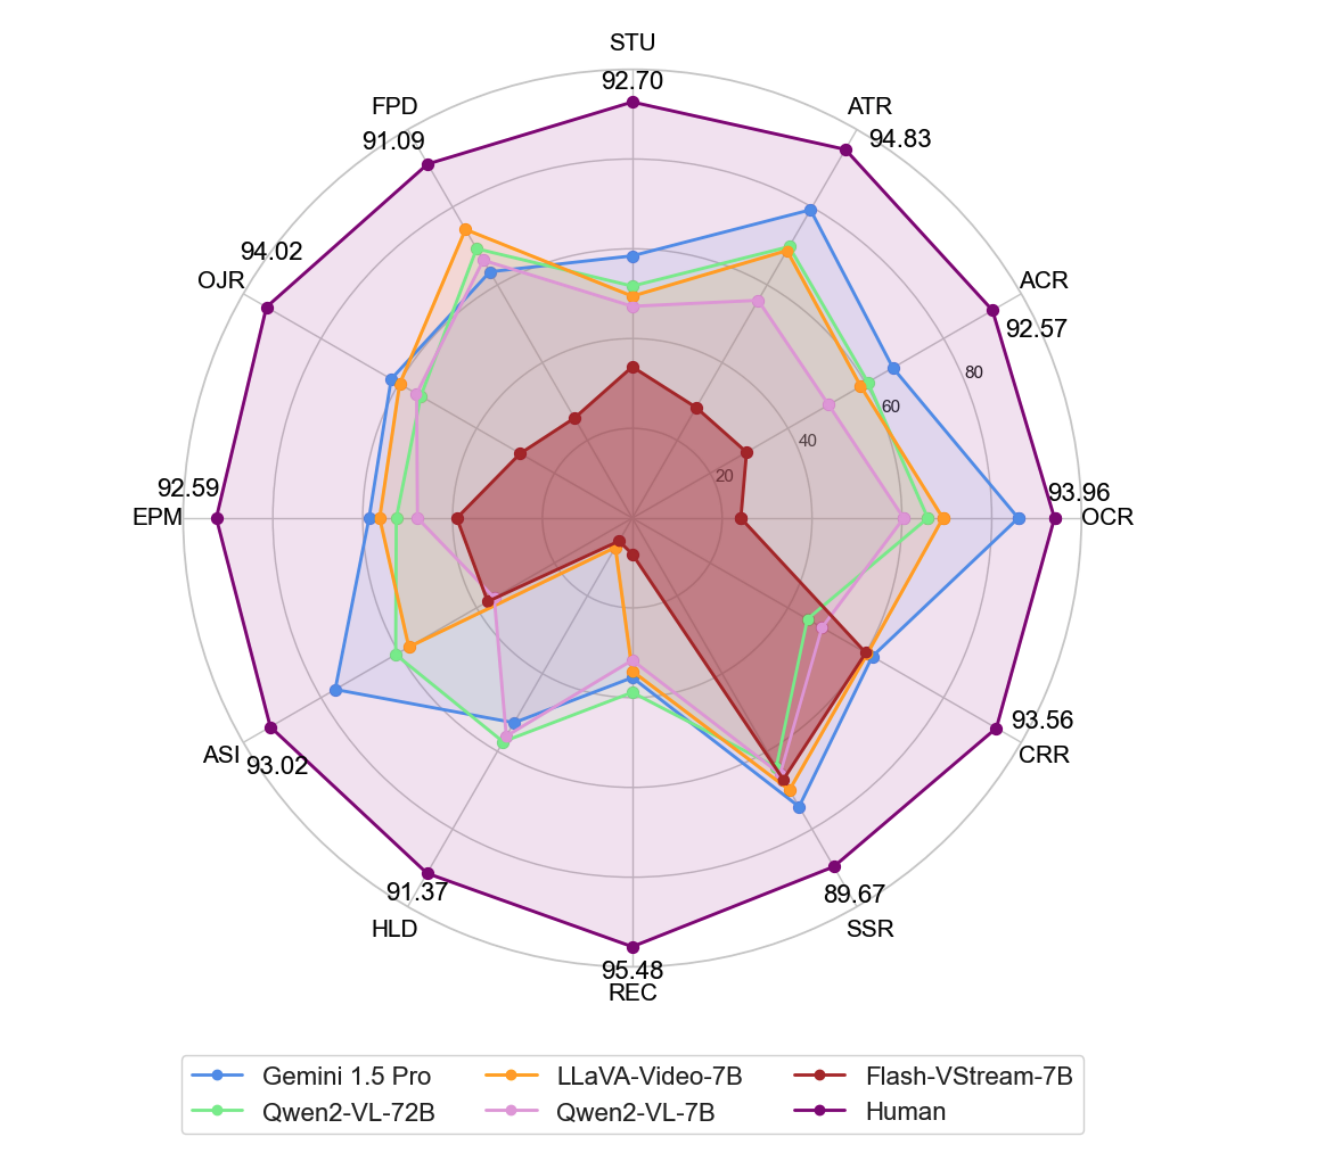 STU
92.70
FPD
91.09
ATR
94.83
OJR
94.02
ACR
92.57
80
60
40
20
EPM
92.59
93.96
OCR
ASI
93.02
93.56
CRR
HLD
91.37
89.67
SSR
95.48
REC
Gemini 1.5 Pro
LLaVA-Video-7B
Flash-VStream-7B
Qwen2-VL-72B
Qwen2-VL-7B
Human